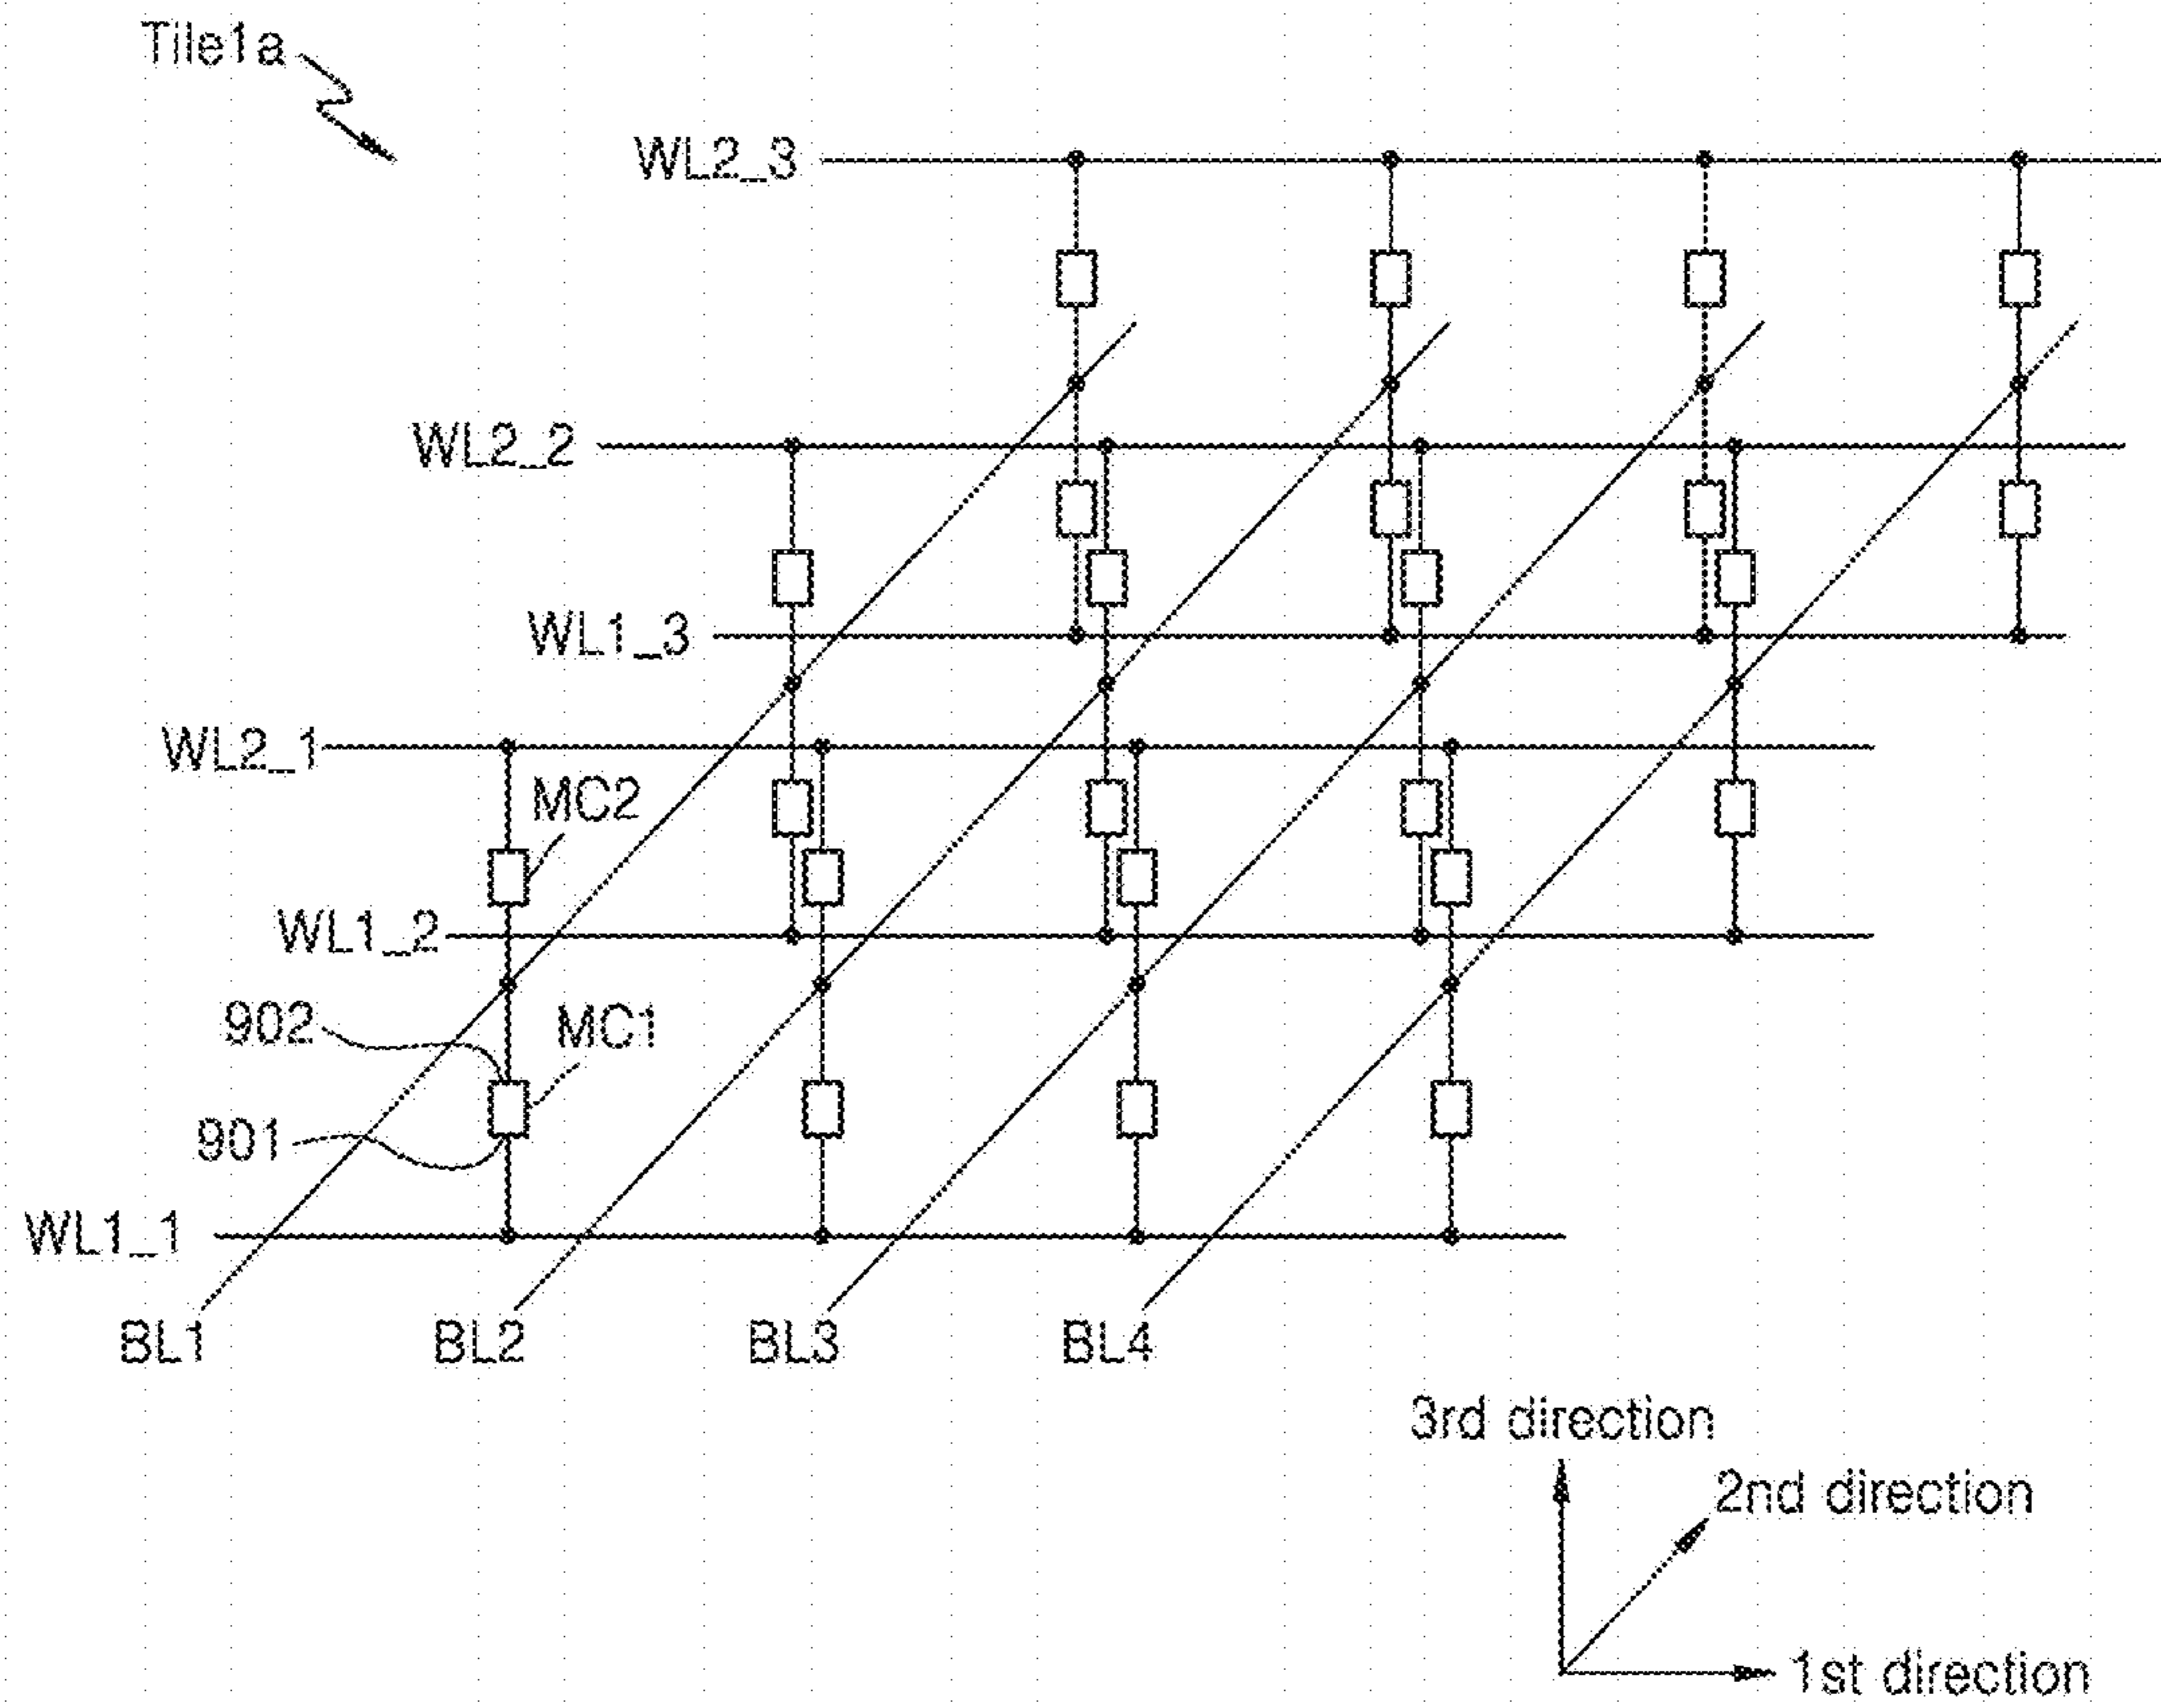 Tile1a
WL2_3
WL2_2
WL1_3
WL2_1
MC2
WL1_2
902
MC1
901
WL1_1
BL1 BL2 BL3 BL4
3rd direction
2nd direction
1st direction